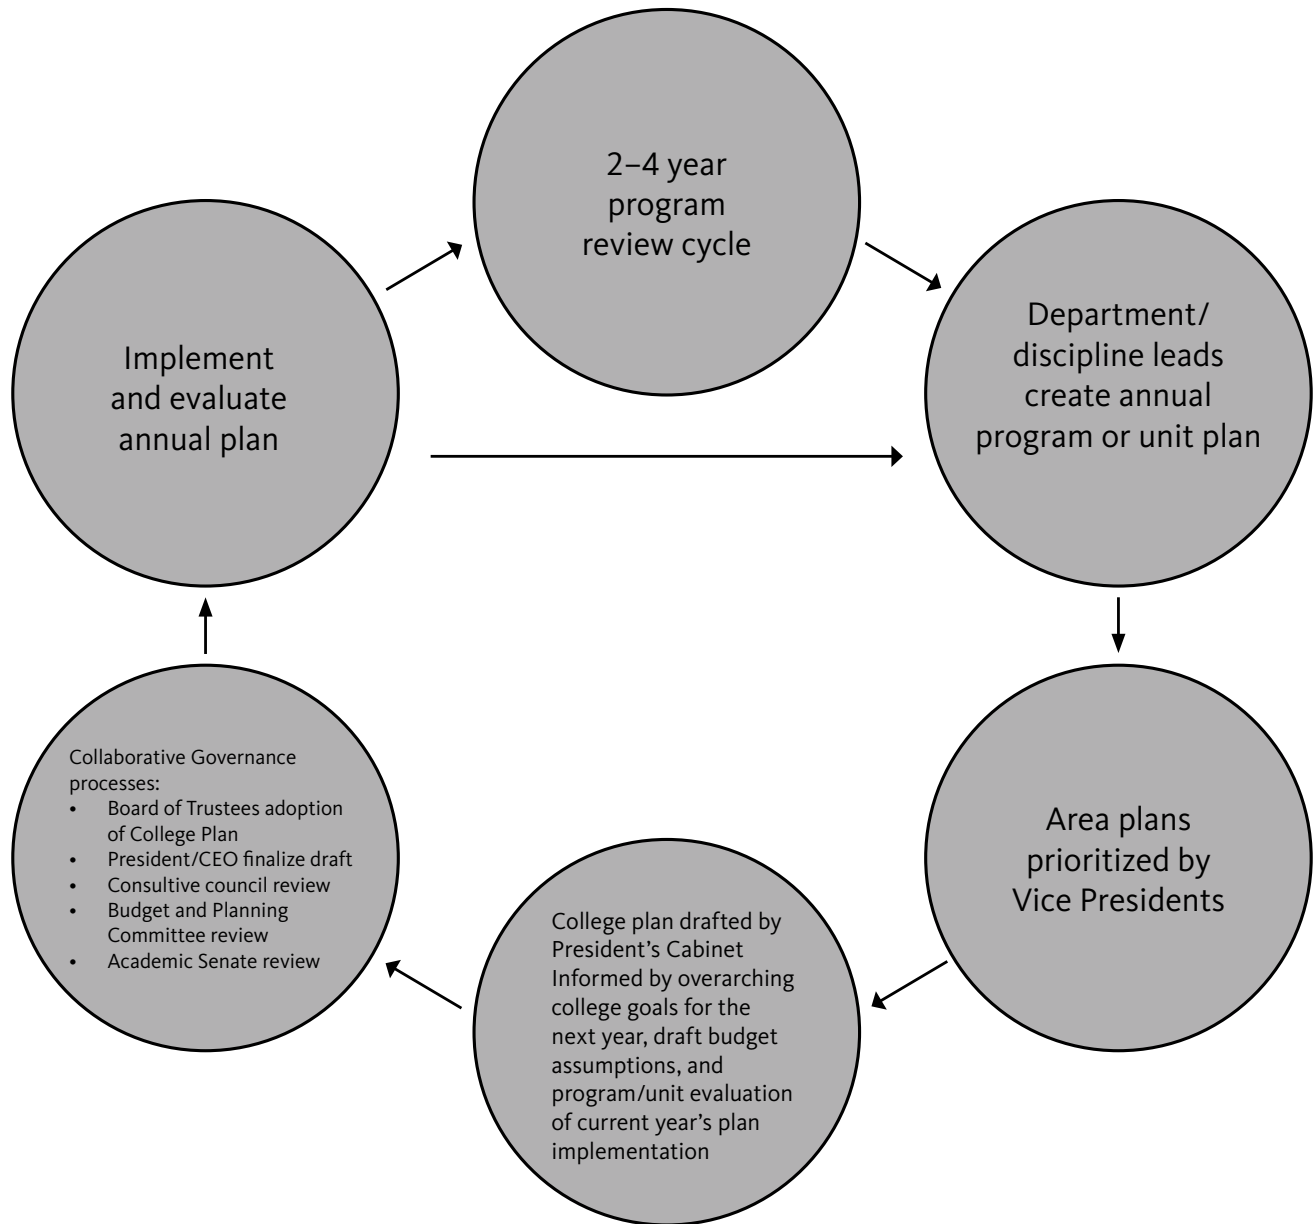 2–4 year
program
review cycle
Department/
discipline leads
create annual
program or unit plan
Implement
and evaluate
annual plan
Collaborative Governance
processes:
• Board of Trustees adoption
of College Plan
• President/CEO finalize draft
• Consultive council review
• Budget and Planning
Committee review
• Academic Senate review
Area plans
prioritized by
Vice Presidents
College plan drafted by
President’s Cabinet
Informed by overarching
college goals for the
next year, draft budget
assumptions, and
program/unit evaluation
of current year’s plan
implementation